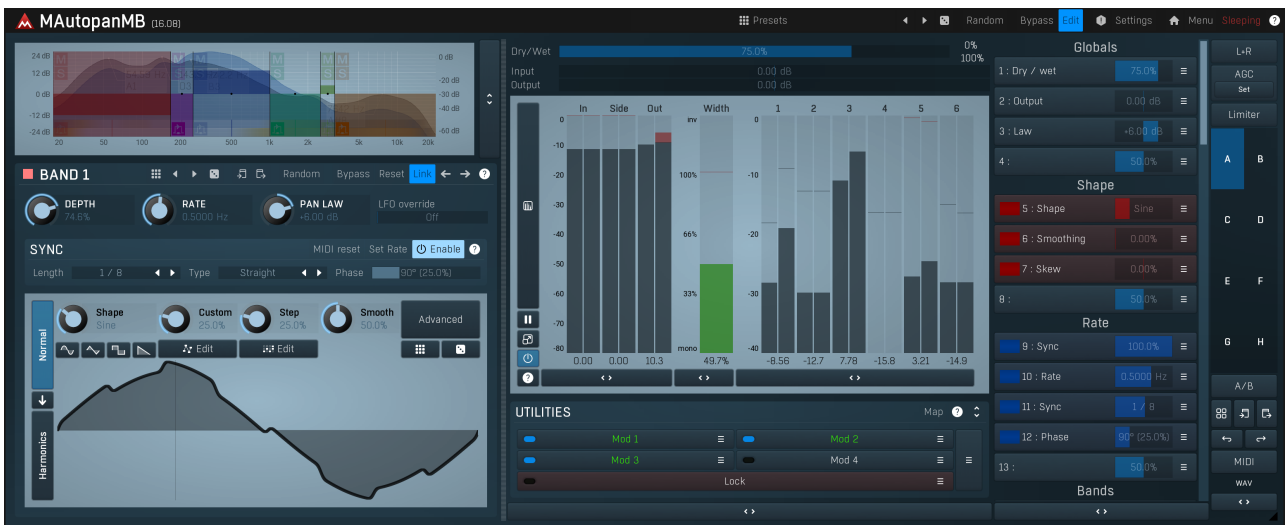 MAutopanMB (16.08) Presets Random Bypass Edit Settings Menu Sleeping ?
24 dB
12 dB
0 dB
-12 dB
-24 dB
M M M M M
S S S S S
0 dB
-20 dB
-30 dB
-40 dB
-60 dB
20 50 100 200 500 1k 2k 5k 10k 20k
BAND 1 Random Bypass Reset Link ?
DEPTH
74.6%
RATE
0.5000 Hz
PAN LAW
+6.00 dB
LFO override
Off
SYNC MIDI reset Set Rate Enable ?
Length 1 / 8 Type Straight Phase 90° (25.0%)
Shape
Sine
Custom
25.0%
Step
25.0%
Smooth
50.0%
Advanced
Edit Edit
Normal
Harmonics
Dry/Wet 75.0% 0%
100%
Input 0.00 dB
Output 0.00 dB
In Side Out Width 1 2 3 4 5 6
0
-10
-20
-30
-40
-50
-60
-70
-80
inv
100%
66%
33%
mono
0
-10
-20
-30
-40
0.00 0.00 10.3 49.7% -8.56 -12.7 7.78 -15.8 3.21 -14.9
?
UTILITIES Map ?
Mod 1 Mod 2
Mod 3 Mod 4
Lock
Globals
1 : Dry / wet 75.0%
2 : Output 0.00 dB
3 : Law +6.00 dB
4 : 50.0%
Shape
5 : Shape Sine
6 : Smoothing 0.00%
7 : Skew 0.00%
8 : 50.0%
Rate
9 : Sync 100.0%
10 : Rate 0.5000 Hz
11 : Sync 1 / 8
12 : Phase 90° (25.0%)
13 : 50.0%
Bands
L+R
AGC
Set
Limiter
A B
C D
E F
G H
A/B
MIDI
WAV